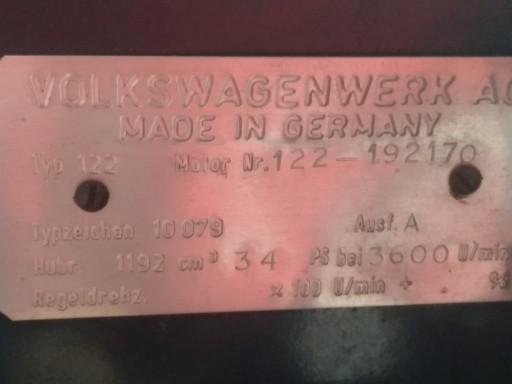 VOLKSWAGENWERK AG
MADE IN GERMANY
Typ 122 Motor Nr. 122-192170
Typzeichen 10 079 Ausf. A
Hubr. 1192 cm³ 34 PS bei 3600 U/min
Regeldrehz. × 100 U/min +